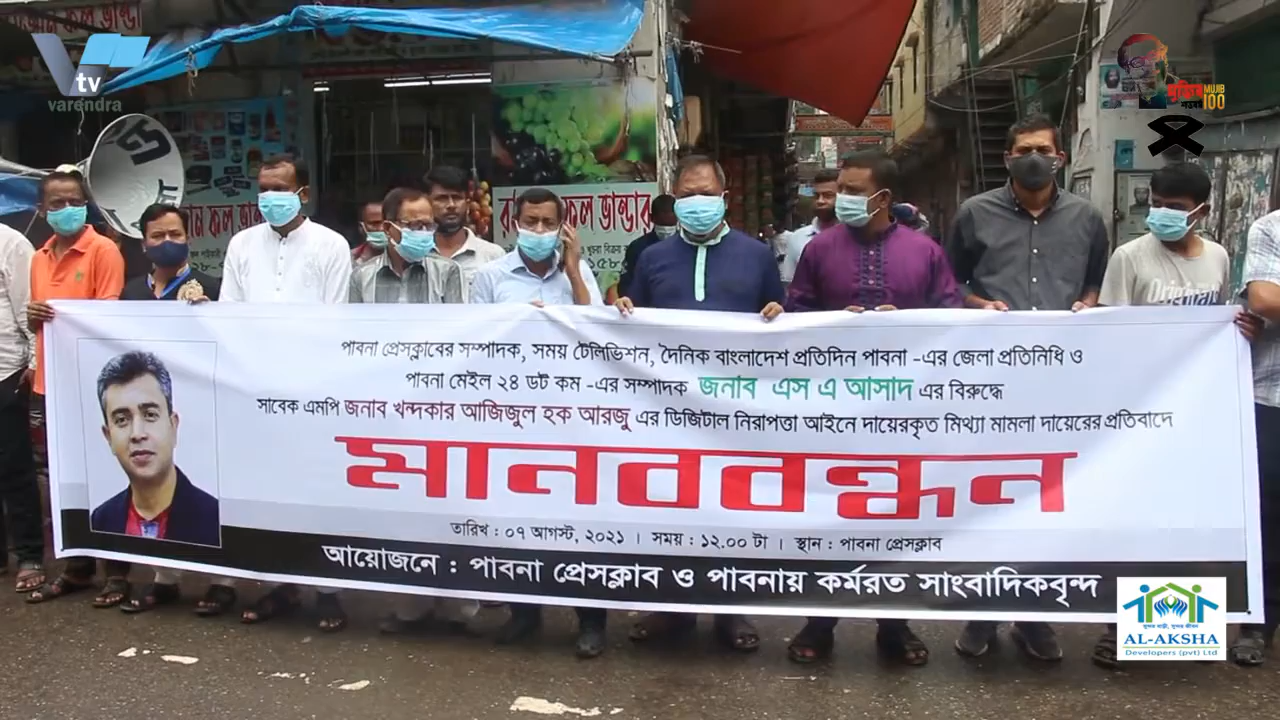 tv
varendra
মুজিব
শতবর্ষ
MUJIB
100
ফল ভান্ডার
পাবনা প্রেসক্লাবের সম্পাদক, সময় টেলিভিশন, দৈনিক বাংলাদেশ প্রতিদিন পাবনা -এর জেলা প্রতিনিধি ও
পাবনা মেইল ২৪ ডট কম -এর সম্পাদক জনাব এস এ আসাদ এর বিরুদ্ধে
সাবেক এমপি জনাব খন্দকার আজিজুল হক আরজু এর ডিজিটাল নিরাপত্তা আইনে দায়েরকৃত মিথ্যা মামলা দায়েরের প্রতিবাদে
মানববন্ধন
তারিখ : ০৭ আগস্ট, ২০২১ । সময় : ১২.০০ টা । স্থান : পাবনা প্রেসক্লাব
আয়োজনে : পাবনা প্রেসক্লাব ও পাবনায় কর্মরত সাংবাদিকবৃন্দ
Original
AL-AKSHA
Developers (pvt) Ltd